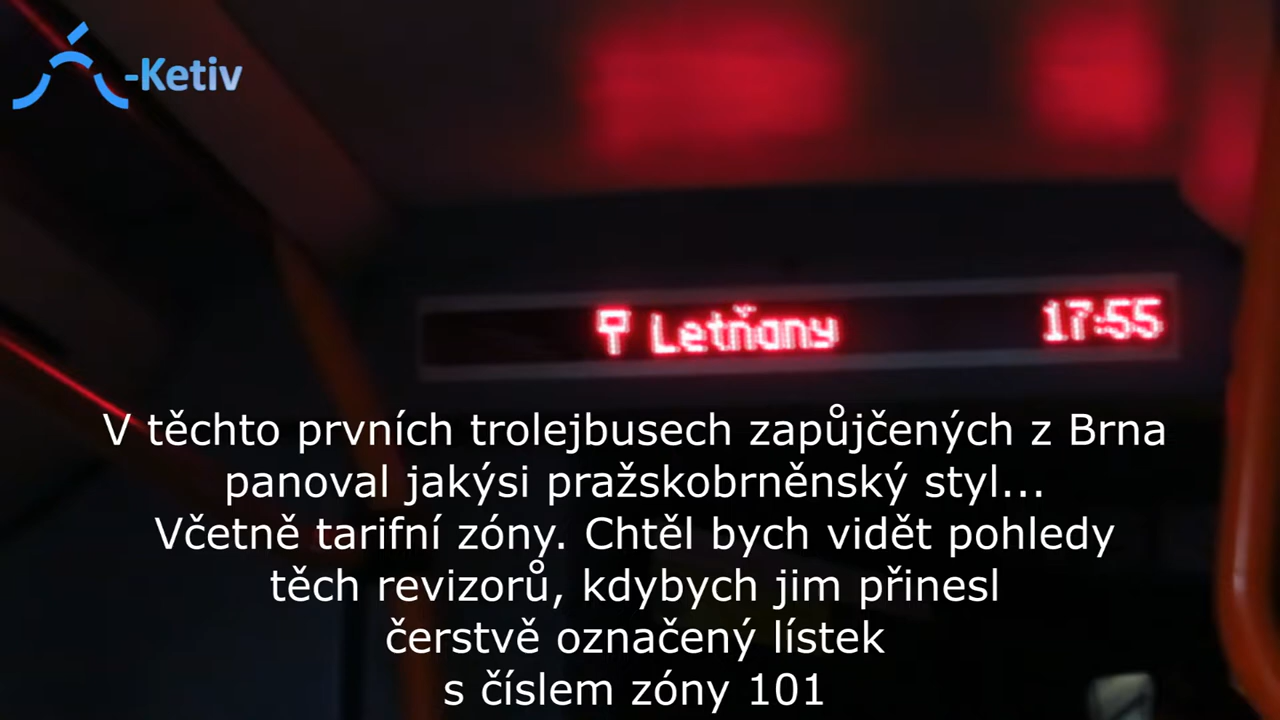 -Ketiv
Letňany 17:55
V těchto prvních trolejbusech zapůjčených z Brna
panoval jakýsi pražskobrněnský styl...
Včetně tarifní zóny. Chtěl bych vidět pohledy
těch revizorů, kdybych jim přinesl
čerstvě označený lístek
s číslem zóny 101